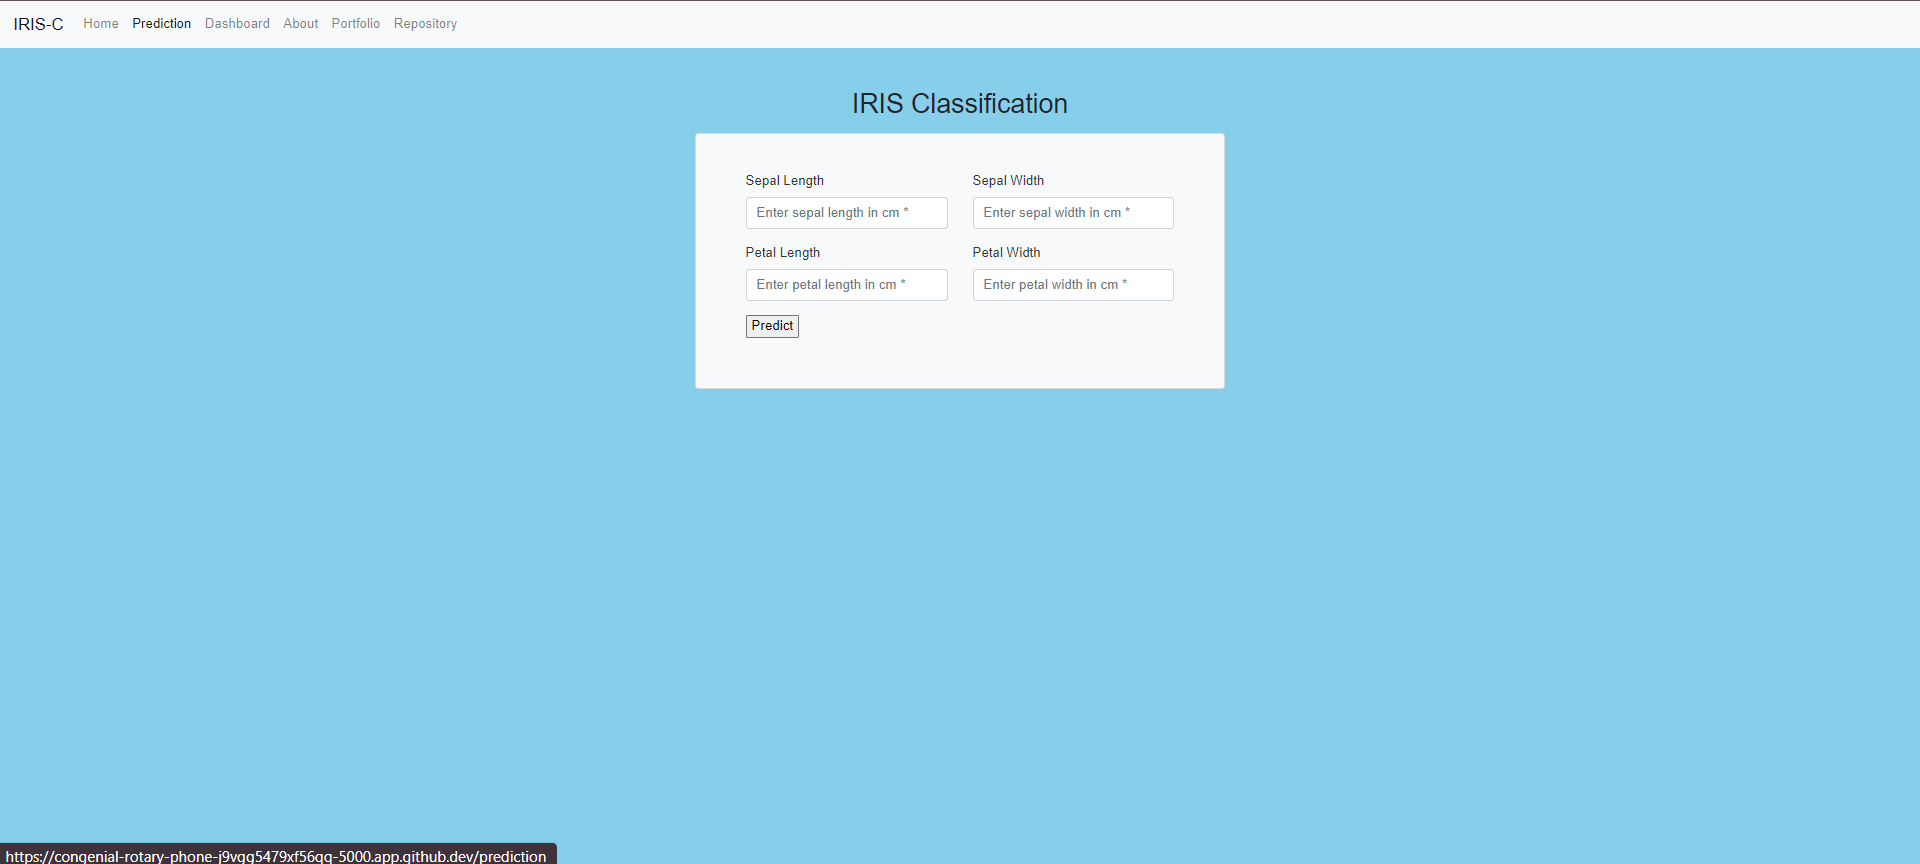 IRIS-C Home Prediction Dashboard About Portfolio Repository
IRIS Classification
Sepal Length Sepal Width
Enter sepal length in cm * Enter sepal width in cm *
Petal Length Petal Width
Enter petal length in cm * Enter petal width in cm *
Predict
https://congenial-rotary-phone-j9vgg5479xf56qq-5000.app.github.dev/prediction